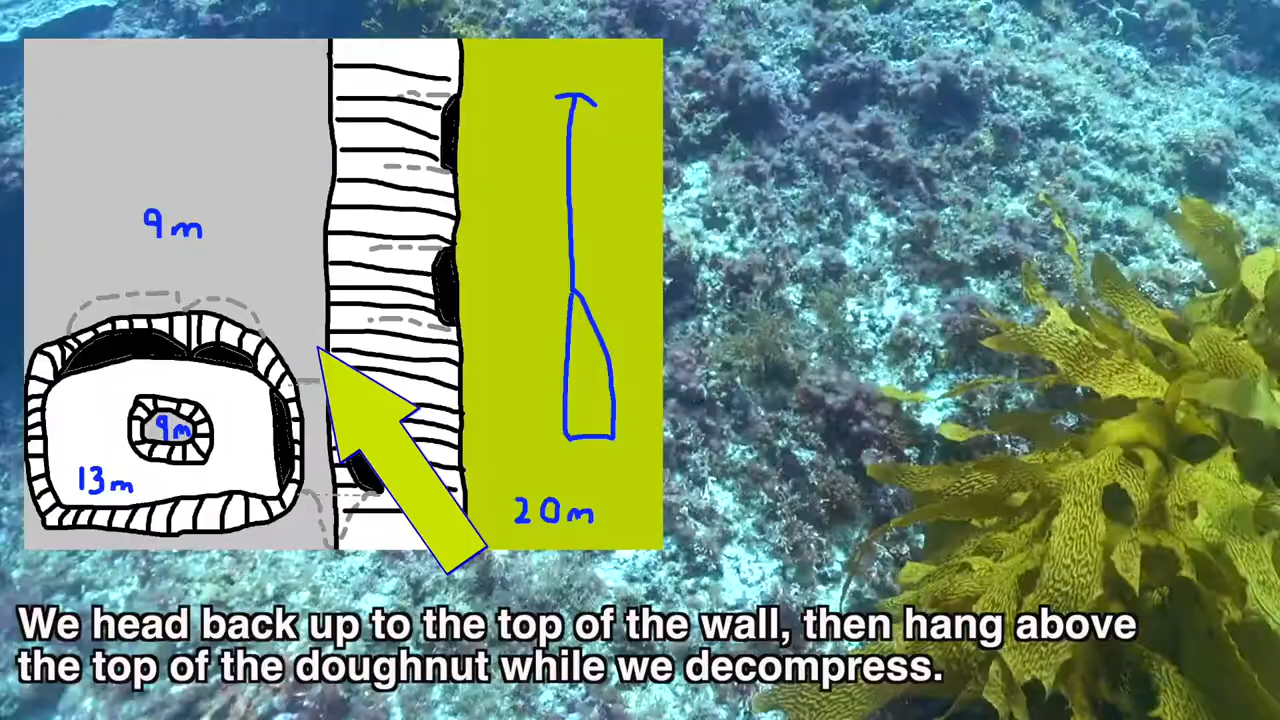 9m
9m
13m
20m
We head back up to the top of the wall, then hang above
the top of the doughnut while we decompress.